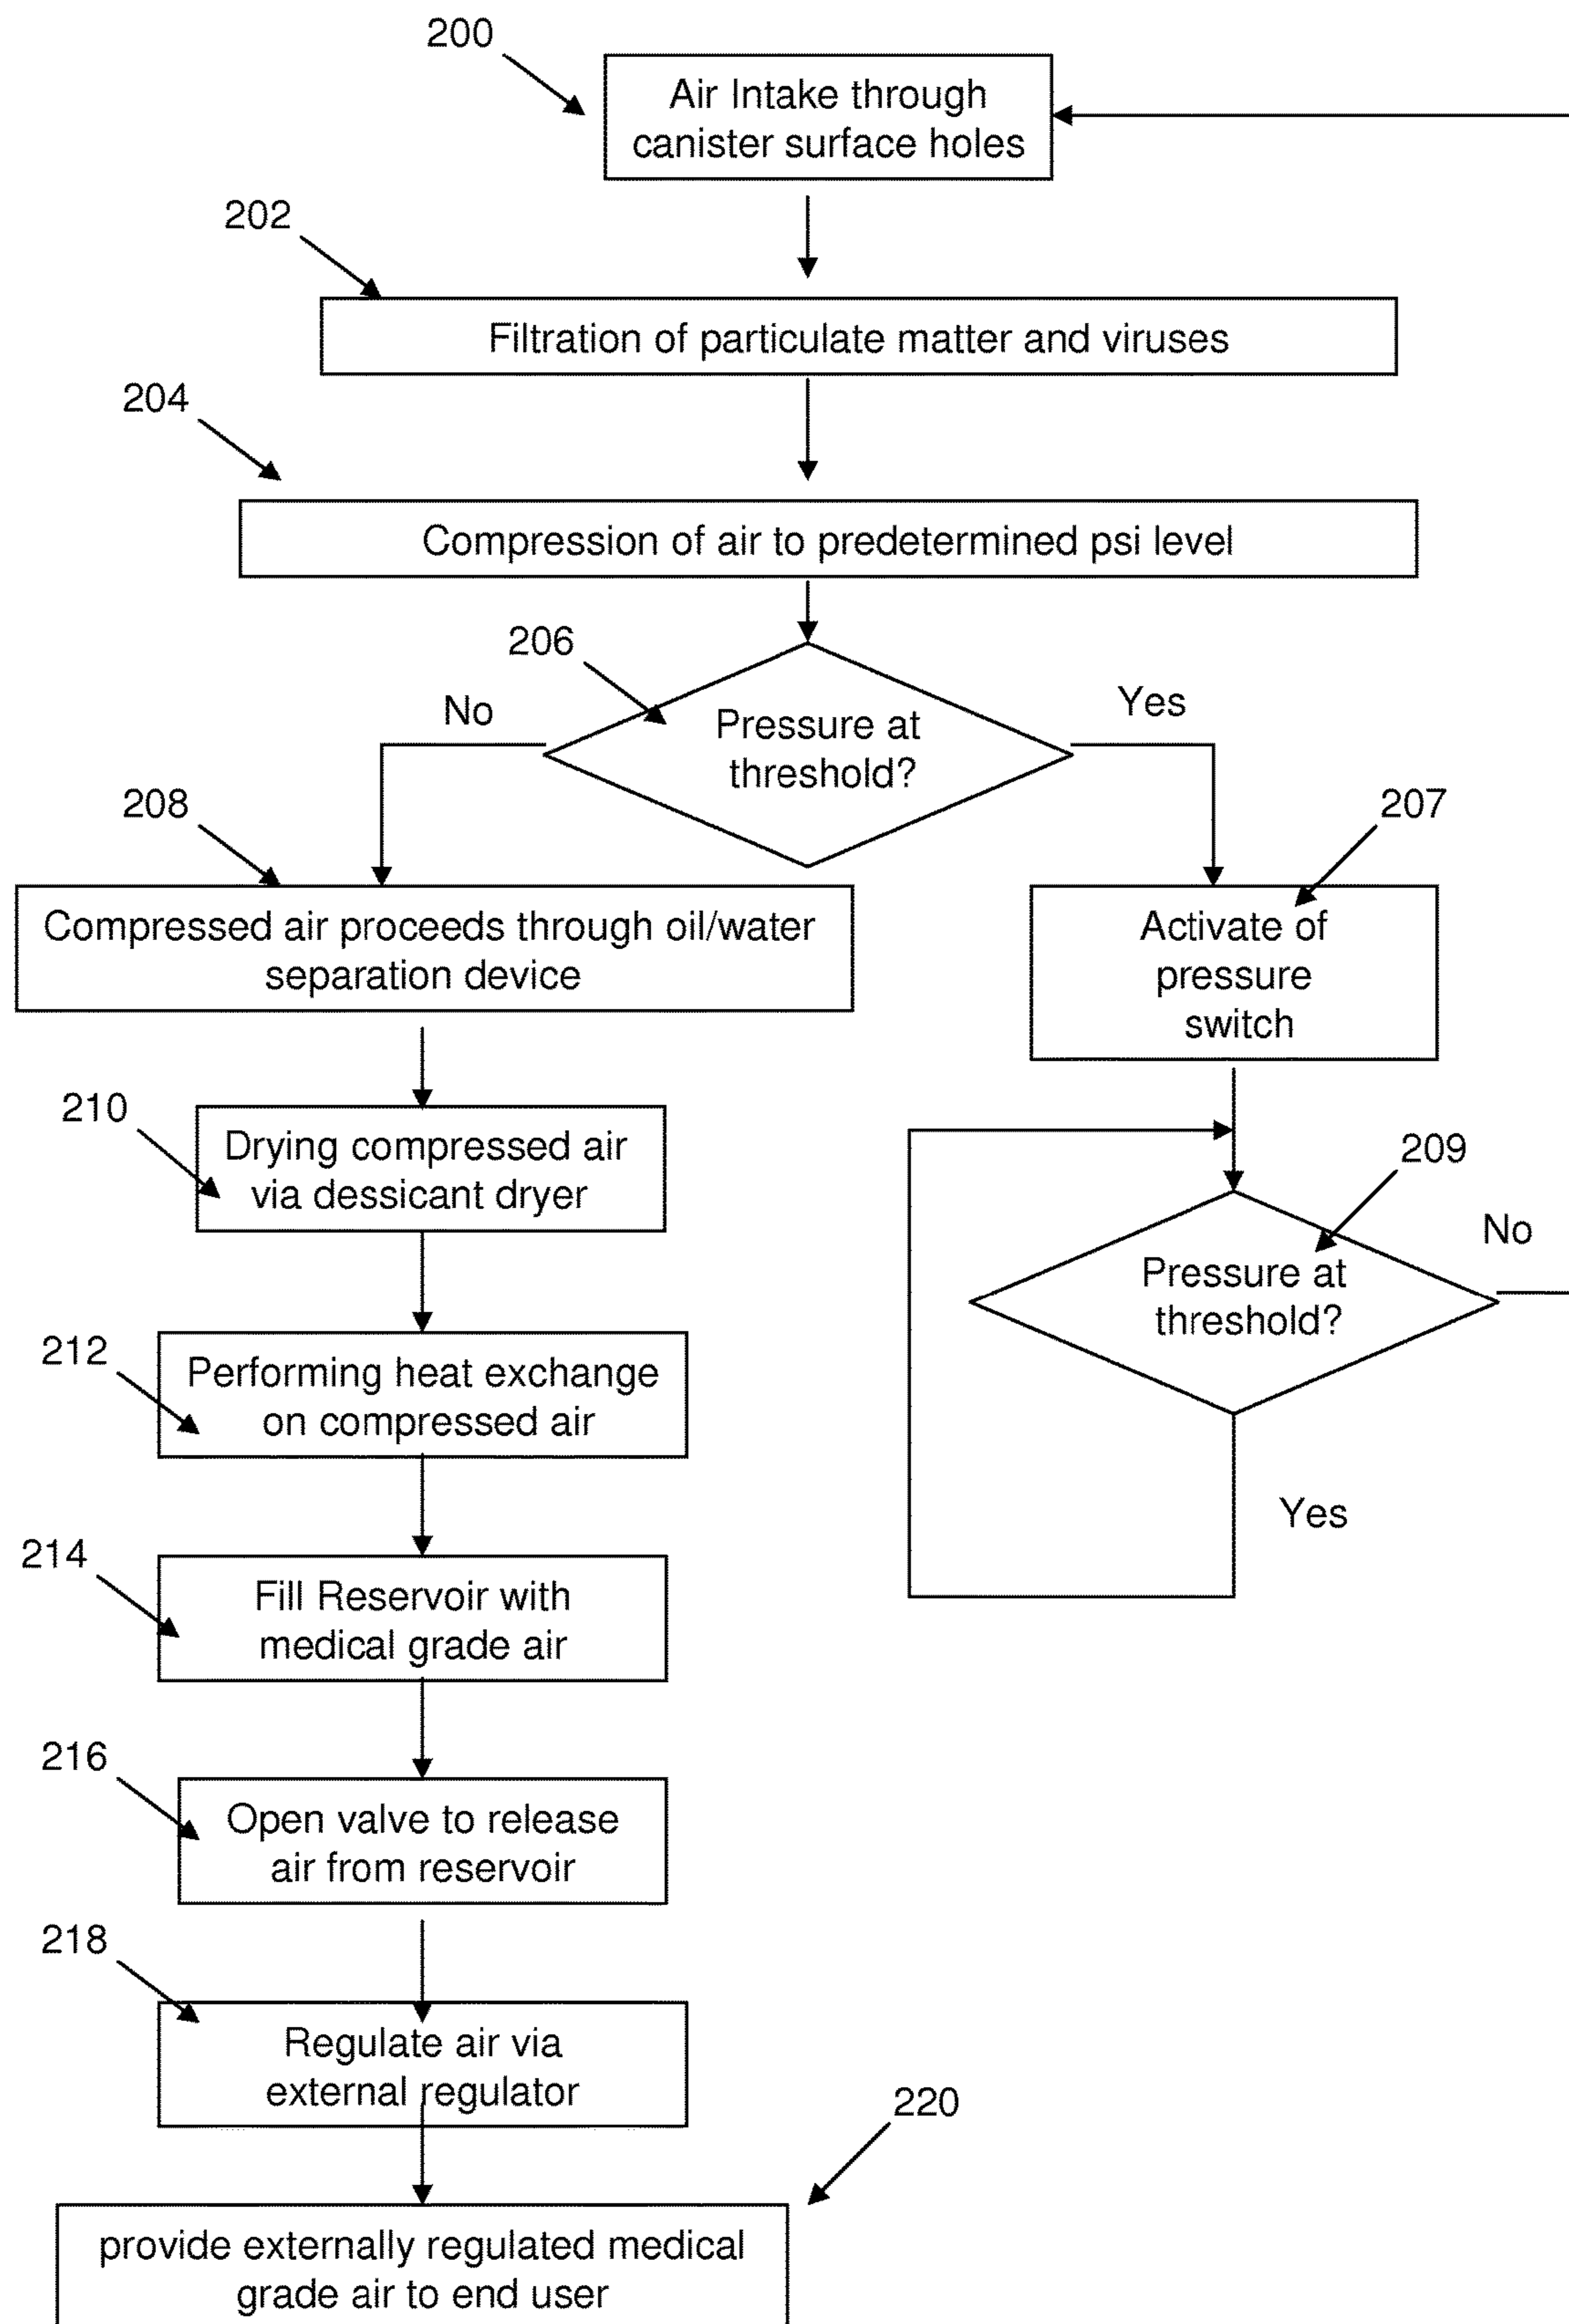 200
Air Intake through
canister surface holes
202
Filtration of particulate matter and viruses
204
Compression of air to predetermined psi level
206
No
Pressure at
threshold?
Yes
208
Compressed air proceeds through oil/water
separation device
207
Activate of
pressure
switch
210
Drying compressed air
via dessicant dryer
209
Pressure at
threshold?
No
Yes
212
Performing heat exchange
on compressed air
214
Fill Reservoir with
medical grade air
216
Open valve to release
air from reservoir
218
Regulate air via
external regulator
220
provide externally regulated medical
grade air to end user